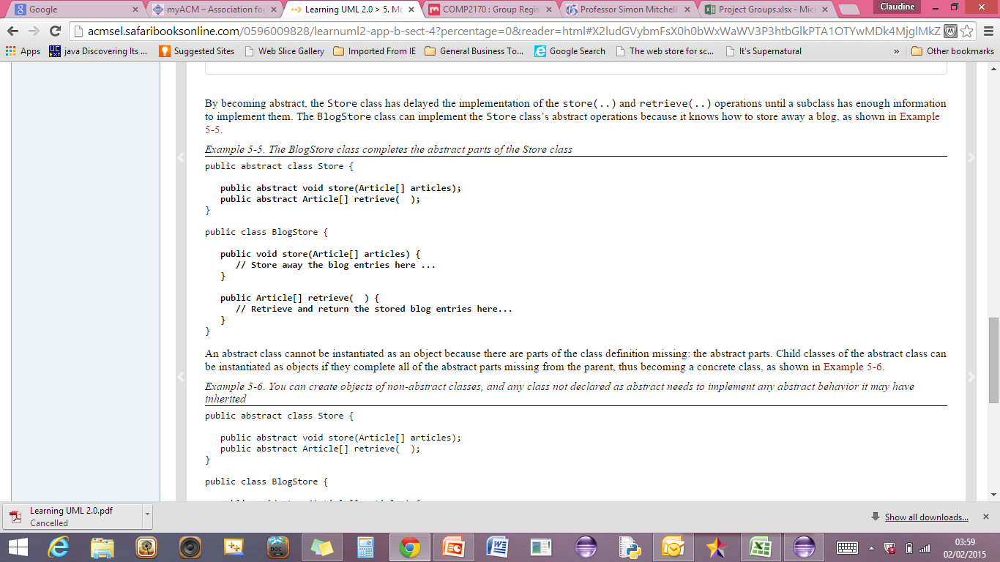 Google
myACM – Association for
Learning UML 2.0 > 5. Mo
COMP2170 : Group Regis
Professor Simon Mitchell
Project Groups.xlsx - Micr
Claudine
acmsel.safaribooksonline.com/0596009828/learnuml2-app-b-sect-4?percentage=0&reader=html#X2ludGVybmFsX0h0bWxWaWV3P3htbGlkPTA1OTYwMDk4MjglMkZ
Apps
java Discovering Its ...
Suggested Sites
Web Slice Gallery
Imported From IE
General Business To...
Google Search
The web store for sc...
It's Supernatural
»
Other bookmarks
By becoming abstract, the Store class has delayed the implementation of the store(..) and retrieve(..) operations until a subclass has enough information
to implement them. The BlogStore class can implement the Store class’s abstract operations because it knows how to store away a blog, as shown in Example
5-5.
Example 5-5. The BlogStore class completes the abstract parts of the Store class
public abstract class Store {
public abstract void store(Article[] articles);
public abstract Article[] retrieve(  );
}
public class BlogStore {
public void store(Article[] articles) {
// Store away the blog entries here ...
}
public Article[] retrieve(  ) {
// Retrieve and return the stored blog entries here...
}
}
An abstract class cannot be instantiated as an object because there are parts of the class definition missing: the abstract parts. Child classes of the abstract class can
be instantiated as objects if they complete all of the abstract parts missing from the parent, thus becoming a concrete class, as shown in Example 5-6.
Example 5-6. You can create objects of non-abstract classes, and any class not declared as abstract needs to implement any abstract behavior it may have
inherited
public abstract class Store {
public abstract void store(Article[] articles);
public abstract Article[] retrieve(  );
}
public class BlogStore {
Learning UML 2.0.pdf
Cancelled
Show all downloads...
03:59
02/02/2015